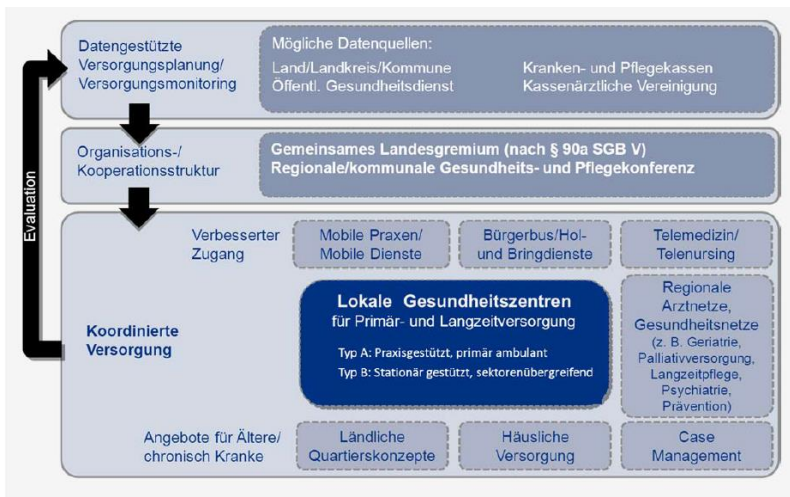 Datengestützte
Versorgungsplanung/
Versorgungsmonitoring
Mögliche Datenquellen:
Land/Landkreis/Kommune
Öffentl. Gesundheitsdienst
Kranken- und Pflegekassen
Kassenärztliche Vereinigung
Organisations-/
Kooperationsstruktur
Gemeinsames Landesgremium (nach § 90a SGB V)
Regionale/kommunale Gesundheits- und Pflegekonferenz
Evaluation
Verbesserter
Zugang
Mobile Praxen/
Mobile Dienste
Bürgerbus/Hol-
und Bringdienste
Telemedizin/
Telenursing
Koordinierte
Versorgung
Lokale Gesundheitszentren
für Primär- und Langzeitversorgung
Typ A: Praxisgestützt, primär ambulant
Typ B: Stationär gestützt, sektorenübergreifend
Regionale
Arztnetze,
Gesundheitsnetze
(z. B. Geriatrie,
Palliativversorgung,
Langzeitpflege,
Psychiatrie,
Prävention)
Angebote für Ältere/
chronisch Kranke
Ländliche
Quartierskonzepte
Häusliche
Versorgung
Case
Management